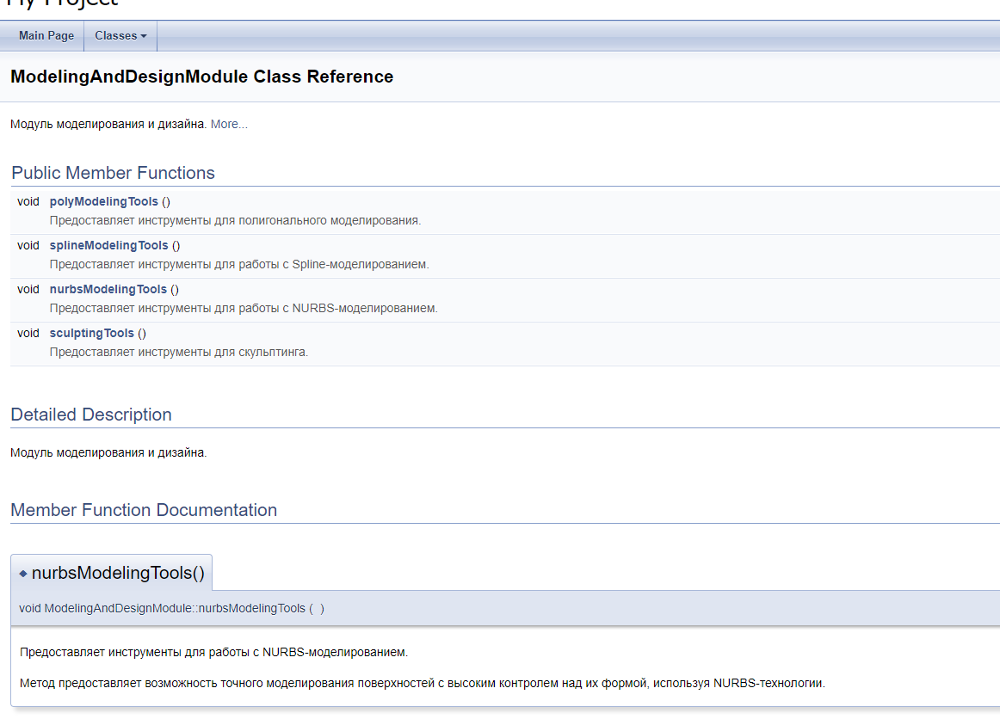 My Project
Main Page Classes
ModelingAndDesignModule Class Reference
Модуль моделирования и дизайна. More...
Public Member Functions
void polyModelingTools ()
Предоставляет инструменты для полигонального моделирования.
void splineModelingTools ()
Предоставляет инструменты для работы с Spline-моделированием.
void nurbsModelingTools ()
Предоставляет инструменты для работы с NURBS-моделированием.
void sculptingTools ()
Предоставляет инструменты для скульптинга.
Detailed Description
Модуль моделирования и дизайна.
Member Function Documentation
◆ nurbsModelingTools()
void ModelingAndDesignModule::nurbsModelingTools ( )
Предоставляет инструменты для работы с NURBS-моделированием.
Метод предоставляет возможность точного моделирования поверхностей с высоким контролем над их формой, используя NURBS-технологии.